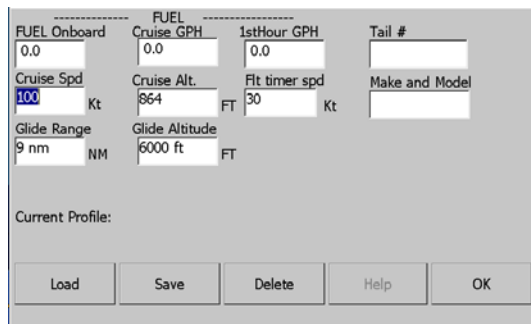 -------------- FUEL -----------------
FUEL Onboard Cruise GPH 1stHour GPH Tail #
0.0 0.0 0.0
Cruise Spd Cruise Alt. Flt timer spd Make and Model
100 Kt 864 FT 30 Kt
Glide Range Glide Altitude
9 nm NM 6000 ft FT
Current Profile:
Load Save Delete Help OK